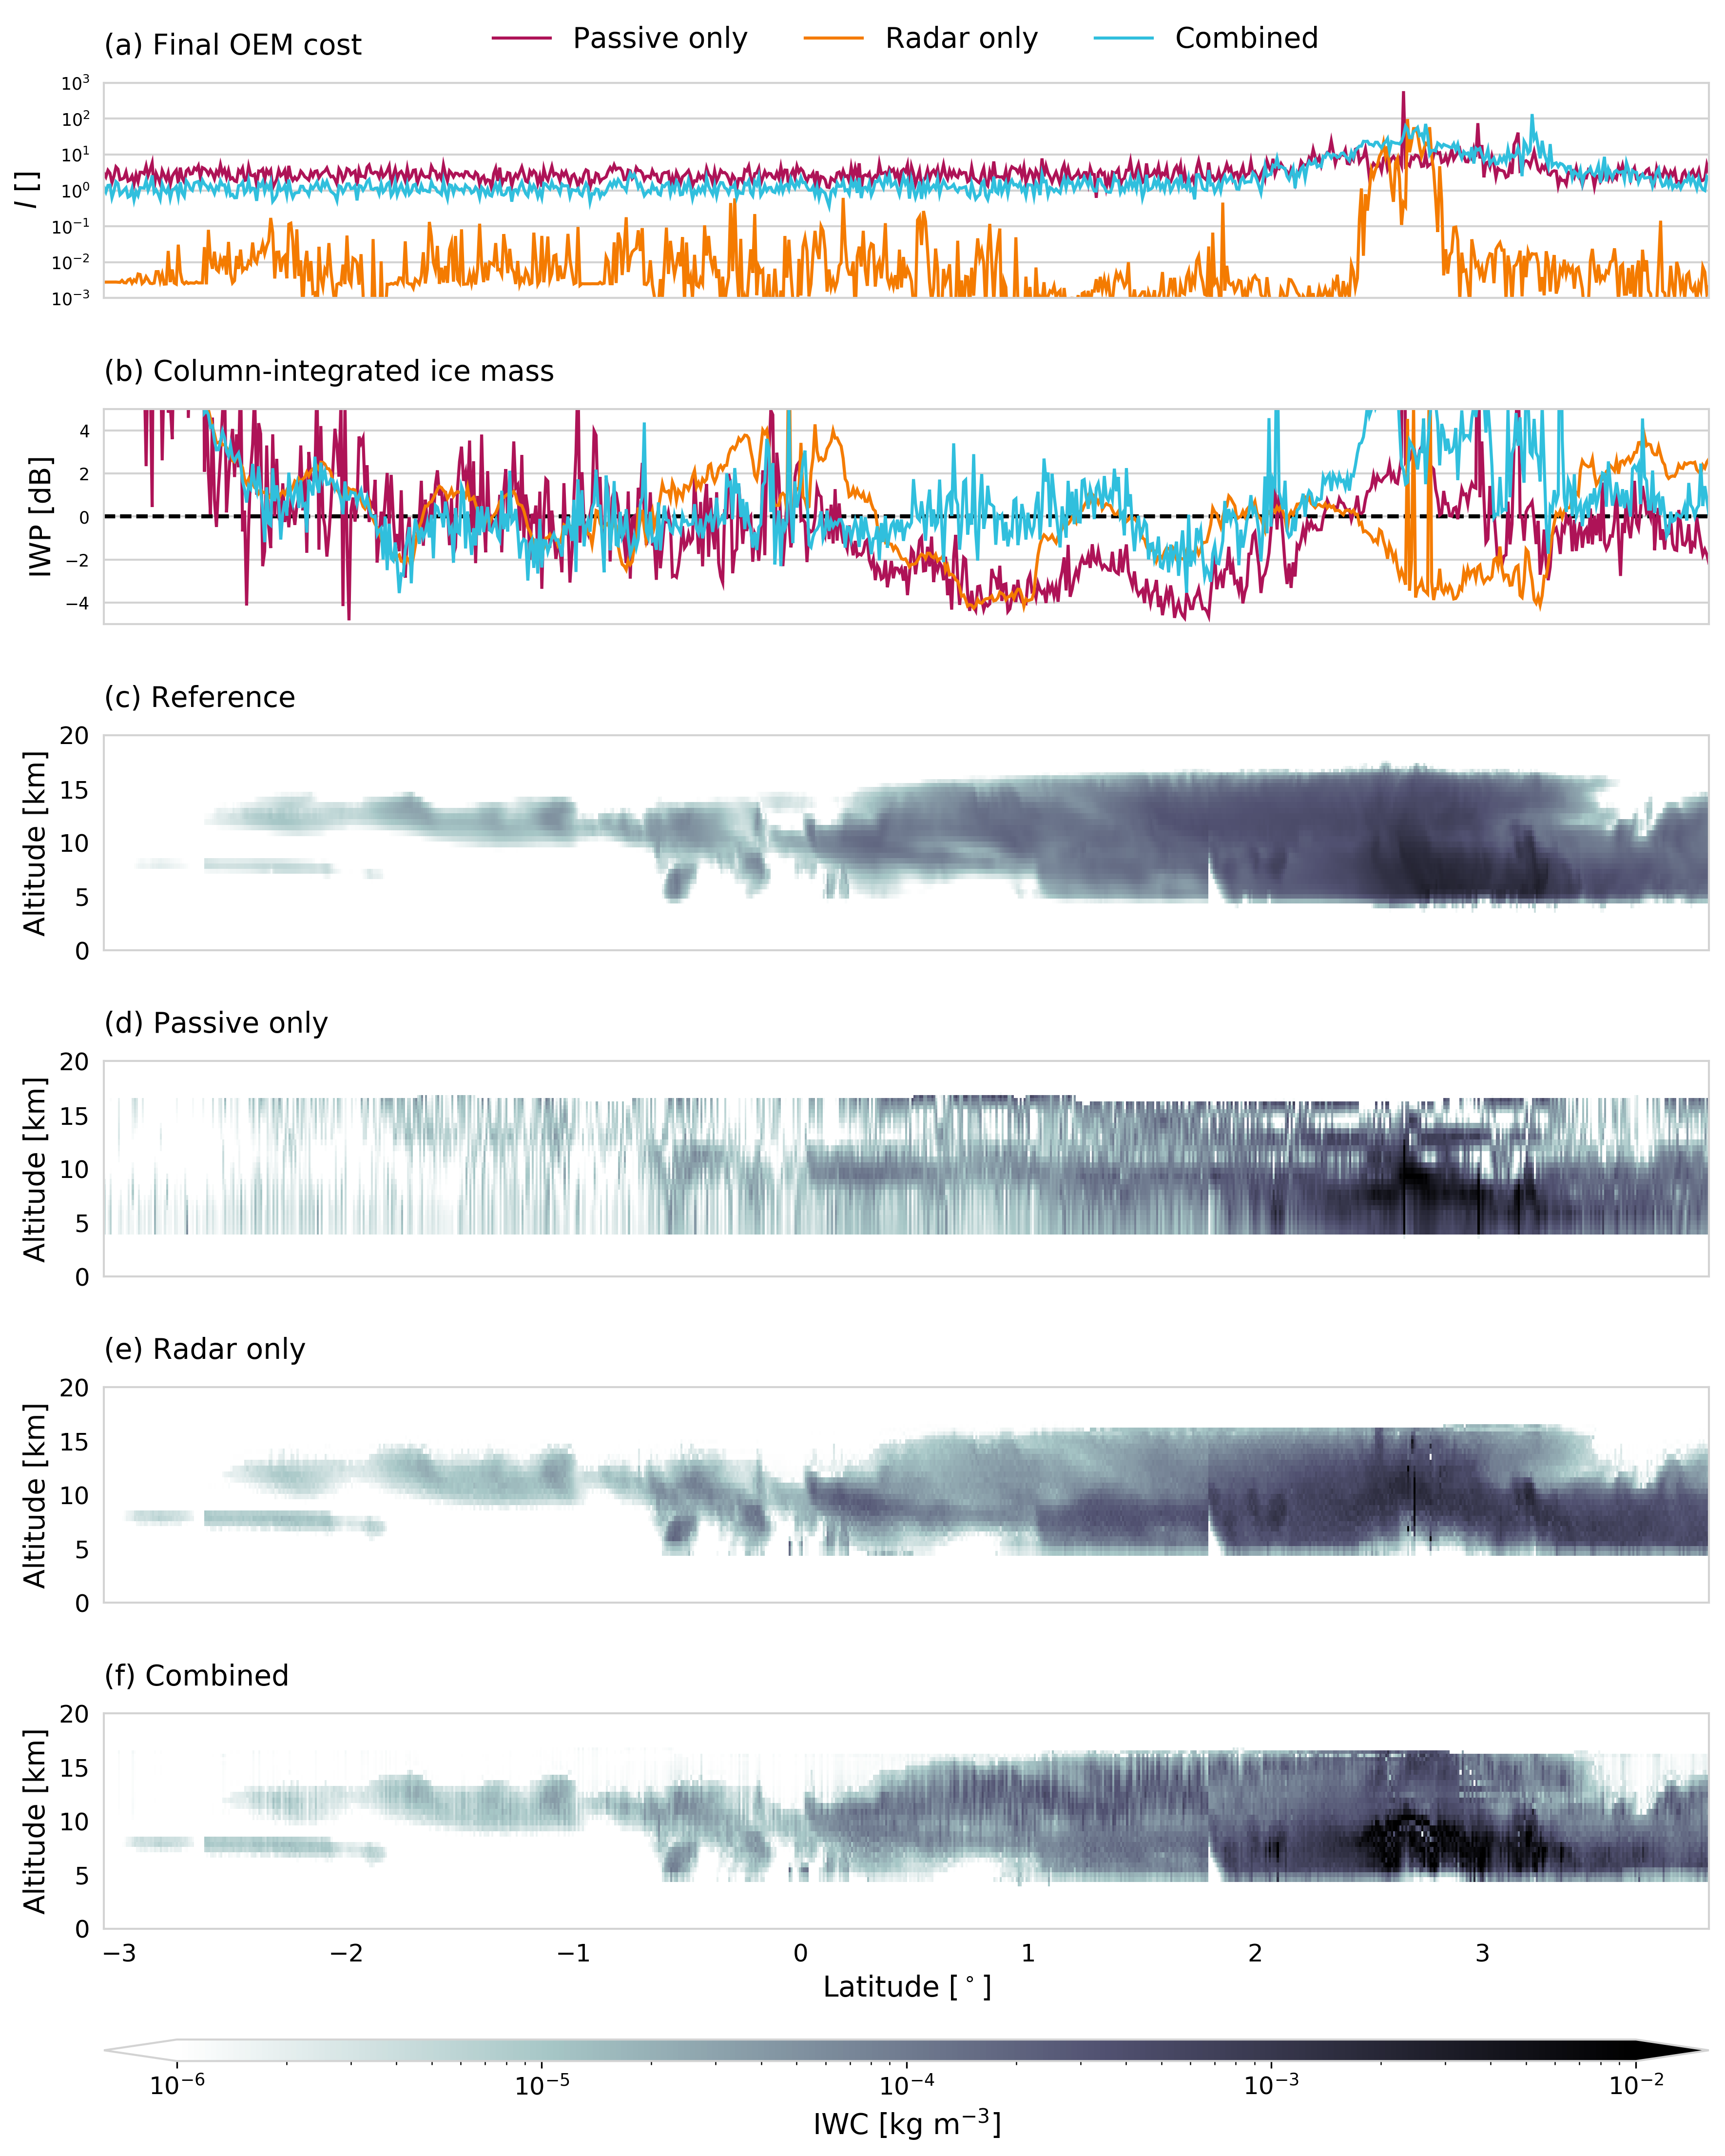 (a) Final OEM cost
Passive only
Radar only
Combined
10³
10²
10¹
10⁰
10⁻¹
10⁻²
10⁻³
l []
(b) Column-integrated ice mass
4
2
0
−2
−4
IWP [dB]
(c) Reference
20
15
10
5
0
Altitude [km]
(d) Passive only
20
15
10
5
0
Altitude [km]
(e) Radar only
20
15
10
5
0
Altitude [km]
(f) Combined
20
15
10
5
0
Altitude [km]
−3 −2 −1 0 1 2 3
Latitude [°]
10⁻⁶ 10⁻⁵ 10⁻⁴ 10⁻³ 10⁻²
IWC [kg m⁻³]